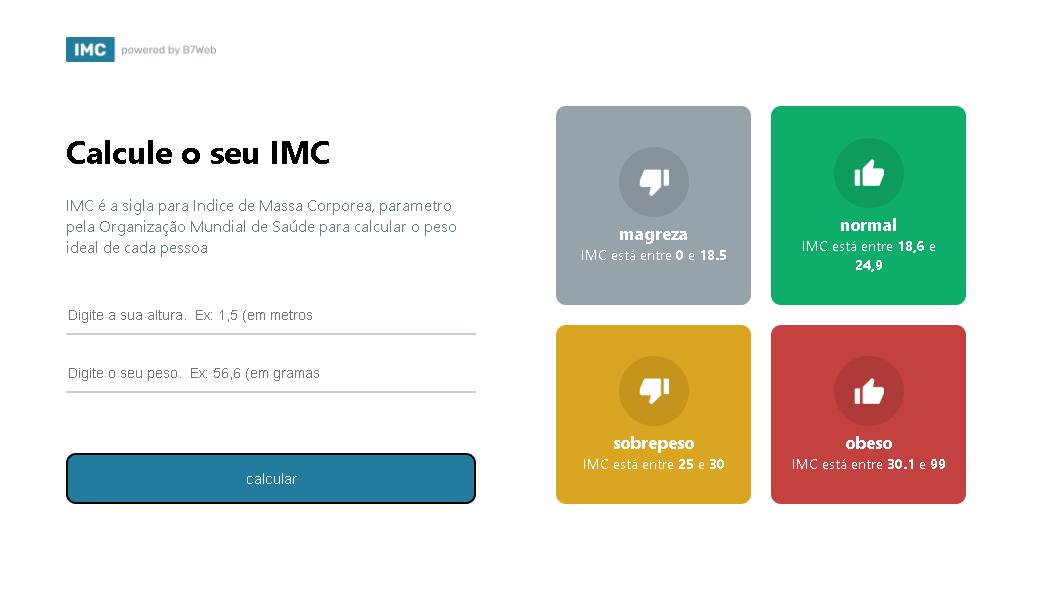 IMC powered by B7Web
Calcule o seu IMC
IMC é a sigla para Indice de Massa Corporea, parametro
pela Organização Mundial de Saúde para calcular o peso
ideal de cada pessoa
Digite a sua altura.  Ex: 1,5 (em metros
Digite o seu peso.  Ex: 56,6 (em gramas
calcular
magreza
IMC está entre 0 e 18.5
normal
IMC está entre 18,6 e
24,9
sobrepeso
IMC está entre 25 e 30
obeso
IMC está entre 30.1 e 99